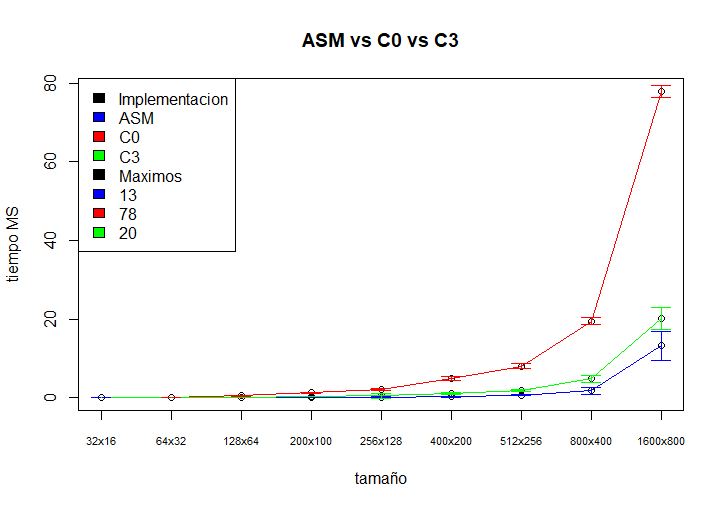 ASM vs C0 vs C3
Implementacion
ASM
C0
C3
Maximos
13
78
20
tiempo MS
80
60
40
20
0
32x16 64x32 128x64 200x100 256x128 400x200 512x256 800x400 1600x800
tamaño